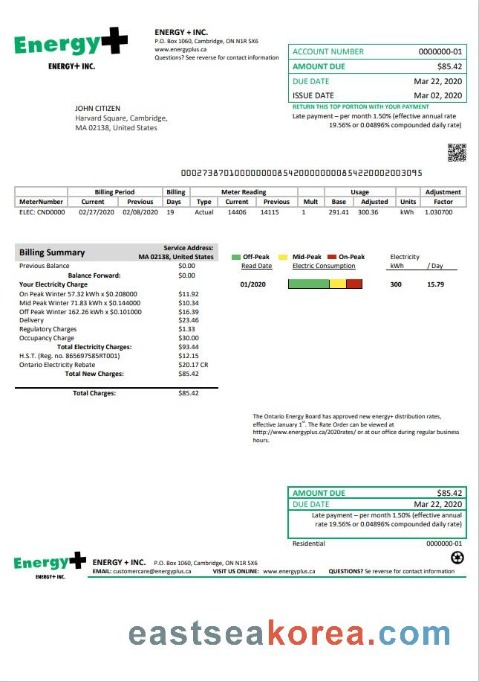 Energy+
ENERGY+ INC.
ENERGY + INC.
P.O. Box 1060, Cambridge, ON N1R 5X6
www.energyplus.ca
Questions? See reverse for contact information
ACCOUNT NUMBER 0000000-01
AMOUNT DUE $85.42
DUE DATE Mar 22, 2020
ISSUE DATE Mar 02, 2020
RETURN THIS TOP PORTION WITH YOUR PAYMENT
Late payment – per month 1.50% (effective annual rate
19.56% or 0.04896% compounded daily rate)
JOHN CITIZEN
Harvard Square, Cambridge,
MA 02138, United States
Billing Period Billing Meter Reading Usage Adjustment
MeterNumber Current Previous Days Type Current Previous Mult Base Adjusted Units Factor
ELEC: CND0000 02/27/2020 02/08/2020 19 Actual 14406 14115 1 291.41 300.36 kWh 1.030700
Billing Summary
Service Address:
MA 02138, United States
Previous Balance $0.00
Balance Forward: $0.00
Your Electricity Charge
On Peak Winter 57.32 kWh x $0.208000 $11.92
Mid Peak Winter 71.83 kWh x $0.144000 $10.34
Off Peak Winter 162.26 kWh x $0.101000 $16.39
Delivery $23.46
Regulatory Charges $1.33
Occupancy Charge $30.00
Total Electricity Charges: $93.44
H.S.T. (Reg. no. 865697585RT001) $12.15
Ontario Electricity Rebate $20.17 CR
Total New Charges: $85.42
Total Charges: $85.42
Off-Peak Mid-Peak On-Peak Electricity
Read Date Electric Consumption kWh / Day
01/2020 300 15.79
The Ontario Energy Board has approved new energy+ distribution rates,
effective January 1st. The Rate Order can be viewed at
http://www.energyplus.ca/2020rates/ or at our office during regular business
hours.
AMOUNT DUE $85.42
DUE DATE Mar 22, 2020
Late payment – per month 1.50% (effective annual
rate 19.56% or 0.04896% compounded daily rate)
Residential 0000000-01
Energy+
ENERGY+ INC.
ENERGY + INC. P.O. Box 1060, Cambridge, ON N1R 5X6
EMAIL: customercare@energyplus.ca VISIT US ONLINE: www.energyplus.ca QUESTIONS? Se reverse for contact information
eastseakorea.com